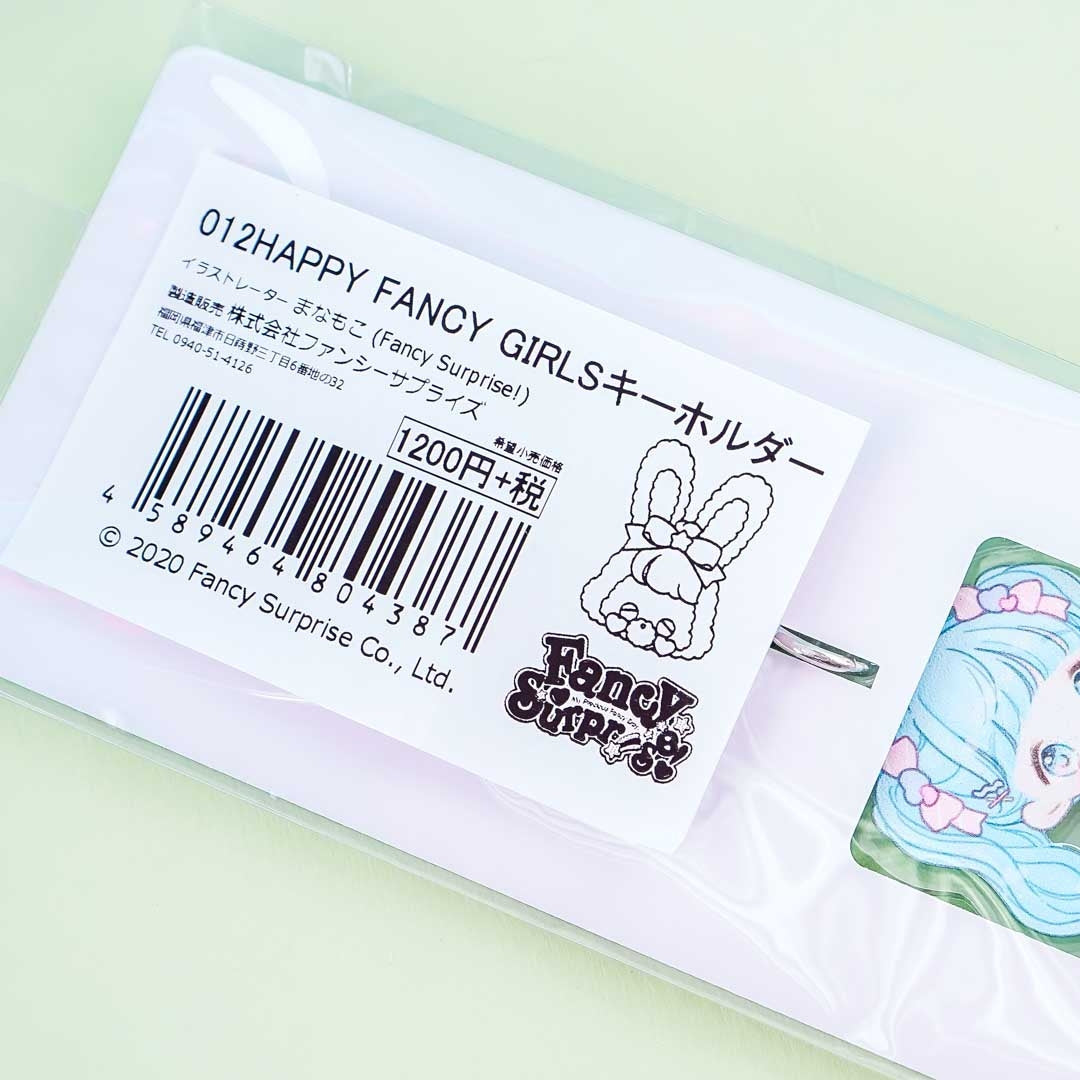 012HAPPY FANCY GIRLSキーホルダー
イラストレーター まなもこ (Fancy Surprise!)
製造販売 株式会社ファンシーサプライズ
福岡県福津市日蒔野三丁目6番地の32
TEL 0940-51-4126
希望小売価格
1200円+税
4 589464 804387
© 2020 Fancy Surprise Co., Ltd.
Fancy
My Precious Fancy Day
Surprise!